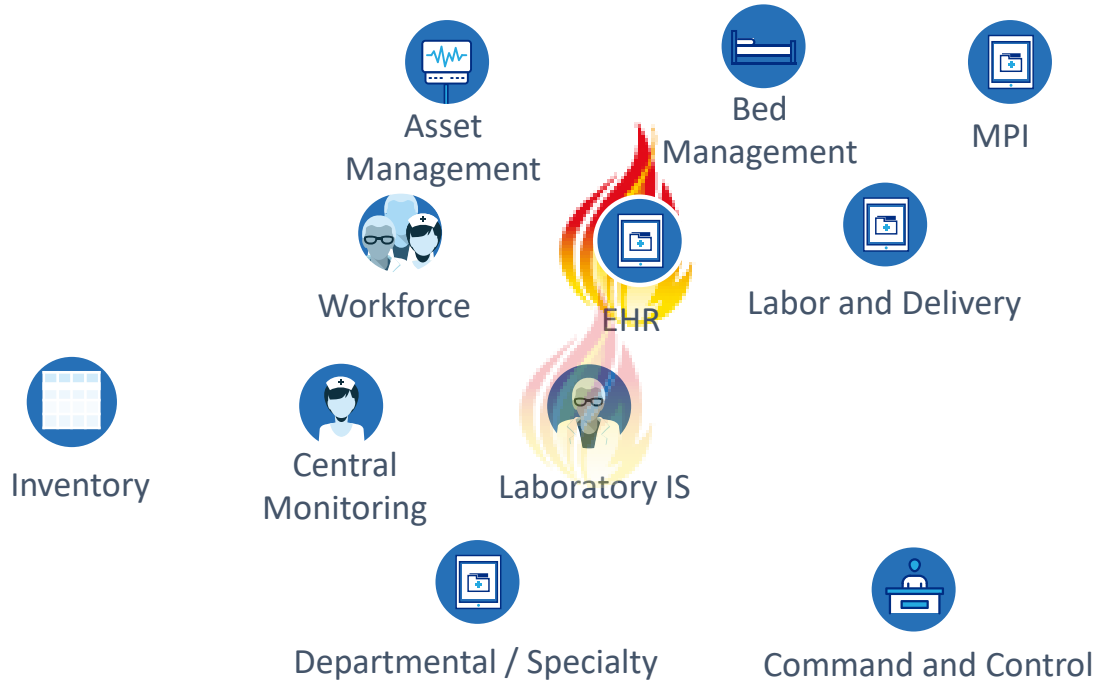 Asset
Management
Bed
Management
MPI
Workforce
EHR
Labor and Delivery
Inventory
Central
Monitoring
Laboratory IS
Departmental / Specialty
Command and Control